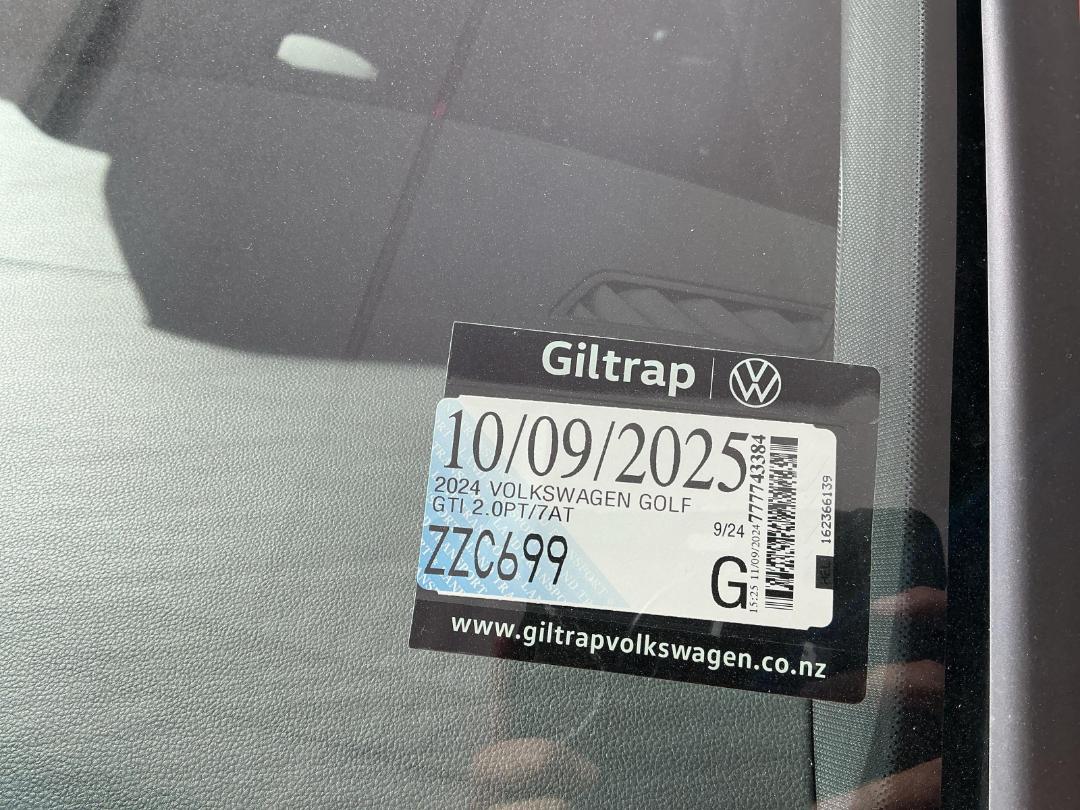 Giltrap
10/09/2025
2024 VOLKSWAGEN GOLF
GTI 2.0PT/7AT
9/24
ZZC699
G
15:25 11/09/2024 777743384
162366139
www.giltrapvolkswagen.co.nz